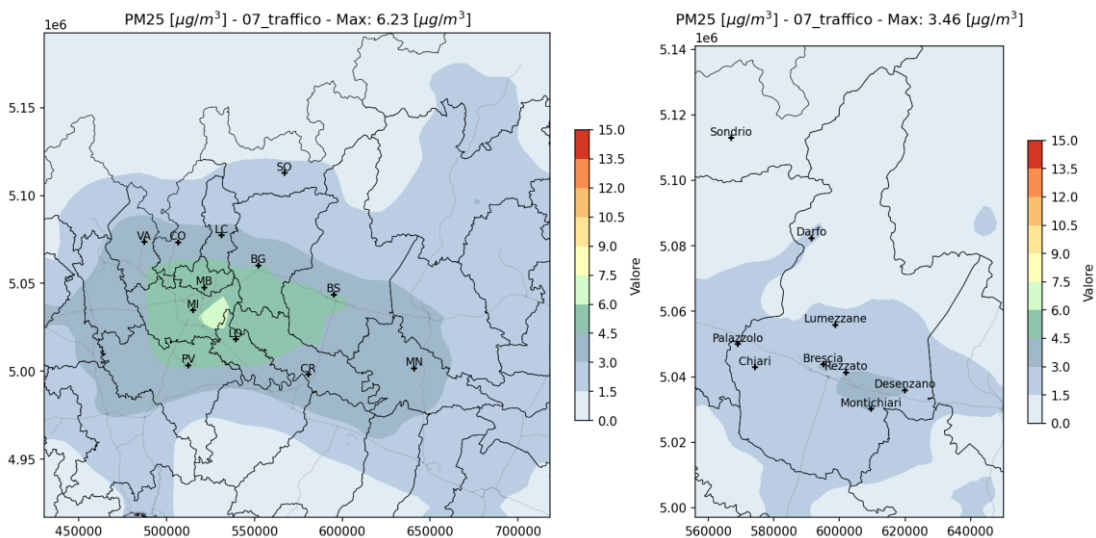 PM25 [μg/m³] - 07_traffico - Max: 6.23 [μg/m³]
1e6
5.15
5.10
5.05
5.00
4.95
450000 500000 550000 600000 650000 700000
SO
VA CO LC
BG
MB
BS
MI
LO
PV
CR
MN
15.0
13.5
12.0
10.5
9.0
7.5
6.0
4.5
3.0
1.5
0.0
Valore
PM25 [μg/m³] - 07_traffico - Max: 3.46 [μg/m³]
1e6
5.14
5.12
5.10
5.08
5.06
5.04
5.02
5.00
560000 580000 600000 620000 640000
Sondrio
Darfo
Lumezzane
Palazzolo
Chjari
Brescia
Rezzato
Desenzano
Montichiari
15.0
13.5
12.0
10.5
9.0
7.5
6.0
4.5
3.0
1.5
0.0
Valore